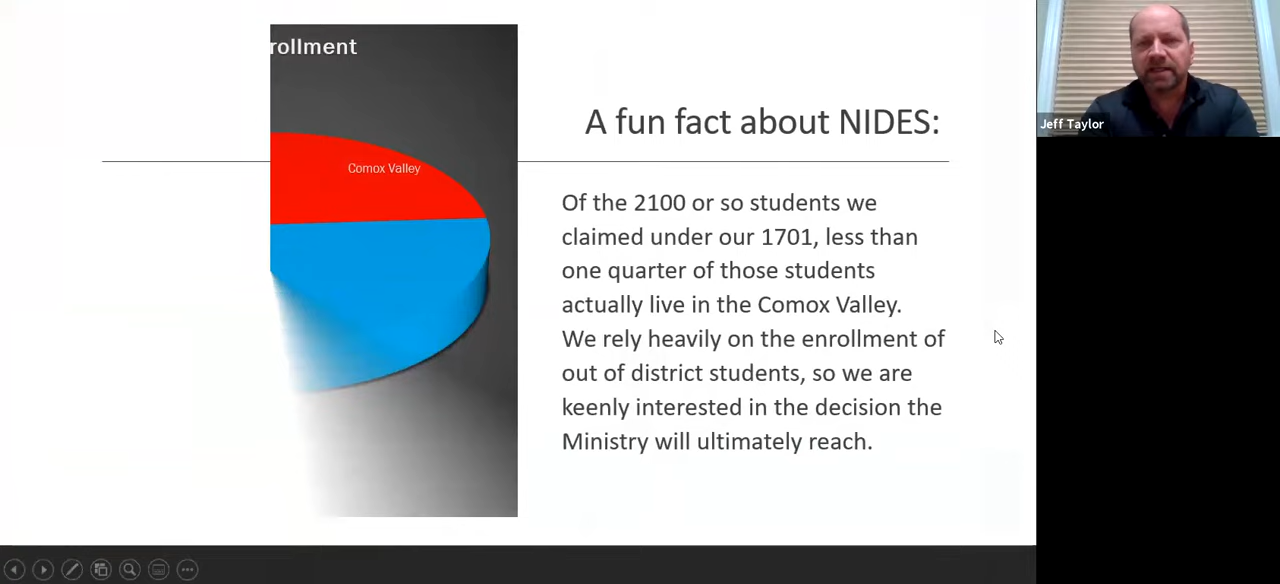 rollment
Comox Valley
A fun fact about NIDES:
Of the 2100 or so students we
claimed under our 1701, less than
one quarter of those students
actually live in the Comox Valley.
We rely heavily on the enrollment of
out of district students, so we are
keenly interested in the decision the
Ministry will ultimately reach.
Jeff Taylor